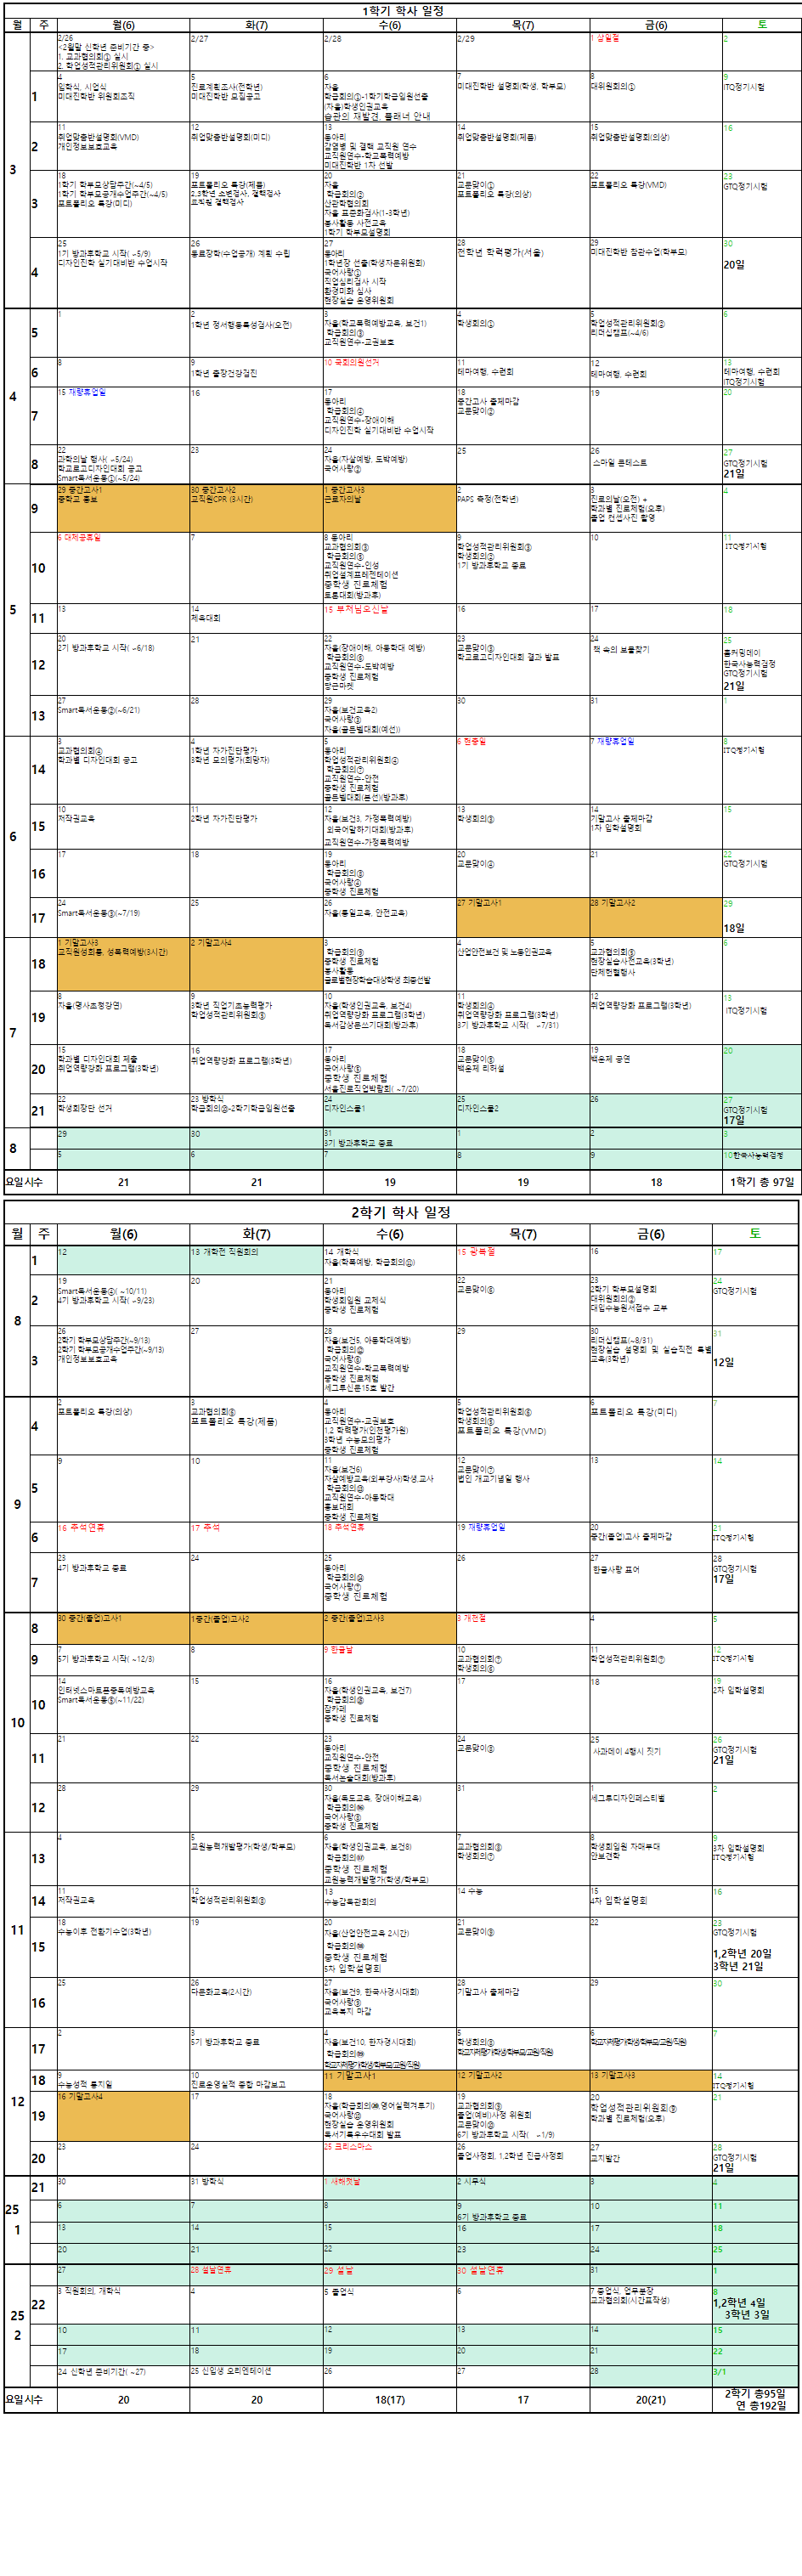 1학기 학사 일정
월 주 월(6) 화(7) 수(6) 목(7) 금(6) 토
2/26
<2월말 신학년 준비기간 중>
1. 교과협의회① 실시
2. 학업성적관리위원회① 실시
2/27
2/28
2/29
1 삼일절
2
3
1
4
입학식, 시업식
미대진학반 위원회조직
5
진로계획조사(전학년)
미대진학반 모집공고
6
자율
학급회의①-1학기학급임원선출
(자율)학생인권교육
습관의 재발견, 플래너 안내
7
미대진학반 설명회(학생, 학부모)
8
대위원회의①
9
ITQ정기시험
2
11
취업맞춤반설명회(VMD)
개인정보보호교육
12
취업맞춤반설명회(미디)
13
동아리
감염병 및 결핵 교직원 연수
교직원연수-학교폭력예방
미대진학반 1차 선발
14
취업맞춤반설명회(제품)
15
취업맞춤반설명회(의상)
16
3
18
1학기 학부모상담주간(~4/5)
1학기 학부모공개수업주간(~4/5)
포트폴리오 특강(미디)
19
포트폴리오 특강(제품)
2,3학년 소변검사, 결핵검사
교직원 결핵검사
20
자율
학급회의②
산관학협의회
자율 표준화검사(1-3학년)
봉사활동 사전교육
1학기 학부모설명회
21
교문맞이①
포트폴리오 특강(의상)
22
포트폴리오 특강(VMD)
23
GTQ정기시험
4
25
1기 방과후학교 시작( ~5/9)
디자인진학 실기대비반 수업시작
26
동료장학(수업공개) 계획 수립
27
동아리
1학년장 선출(학생자론위원회)
국어사랑①
직업심리검사 시작
환경미화 심사
현장실습 운영위원회
28
전학년 학력평가(서울)
29
미대진학반 참관수업(학부모)
30
20일
4
5
1
2
1학년 정서행동특성검사(오전)
3
자율(학교폭력예방교육, 보건1)
학급회의③
교직원연수-교권보호
4
학생회의①
5
학업성적관리위원회②
리더십캠프(~4/6)
6
6
8
9
1학년 출장건강검진
10 국회의원선거
11
테마여행, 수련회
12
테마여행, 수련회
13
테마여행, 수련회
ITQ정기시험
7
15 재량휴업일
16
17
동아리
학급회의④
교직원연수-장애이해
디자인진학 실기대비반 수업시작
18
중간고사 출제마감
교문맞이②
19
20
8
22
과학의날 행사( ~5/24)
학교로고디자인대회 공고
Smart독서운동①(~5/24)
23
24
자율(자살예방, 도박예방)
국어사랑②
25
26
스마일 콘테스트
27
GTQ정기시험
21일
5
9
29 중간고사1
중학교 홍보
30 중간고사2
교직원CPR (3시간)
1 중간고사3
근로자의날
2
PAPS 측정(전학년)
3
진로의날(오전) +
학과별 진로체험(오후)
졸업 컨셉사진 촬영
4
10
6 대체공휴일
7
8 동아리
교과협의회③
학급회의⑤
교직원연수-인성
취업설계프레젠테이션
중학생 진로체험
토론대회(방과후)
9
학업성적관리위원회③
학생회의②
1기 방과후학교 종료
10
11
ITQ정기시험
11
13
14
체육대회
15 부처님오신날
16
17
18
12
20
2기 방과후학교 시작( ~6/18)
21
22
자율(장애이해, 아동학대 예방)
학급회의⑥
교직원연수-도박예방
중학생 진로체험
당근마켓
23
교문맞이③
학교로고디자인대회 결과 발표
24
책 속의 보물찾기
25
홈커밍데이
한국사능력검정
GTQ정기시험
21일
13
27
Smart독서운동②(~6/21)
28
29
자율(보건교육2)
국어사랑③
자율(골든벨대회(예선))
30
31
1
6
14
3
교과협의회④
학과별 디자인대회 공고
4
1학년 자가진단평가
3학년 모의평가(희망자)
5
동아리
학업성적관리위원회④
학급회의⑦
교직원연수-안전
중학생 진로체험
골든벨대회(본선)(방과후)
6 현충일
7 재량휴업일
8
ITQ정기시험
15
10
저작권교육
11
2학년 자가진단평가
12
자율(보건3, 가정폭력예방)
외국어말하기대회(방과후)
교직원연수-가정폭력예방
13
학생회의③
14
기말고사 출제마감
1차 입학설명회
15
16
17
18
19
동아리
학급회의⑧
국어사랑④
중학생 진로체험
20
교문맞이④
21
22
GTQ정기시험
17
24
Smart독서운동③(~7/19)
25
26
자율(통일교육, 안전교육)
27 기말고사1
28 기말고사2
29
18일
7
18
1 기말고사3
교직원성희롱, 성폭력예방(3시간)
2 기말고사4
3
학급회의⑨
중학생 진로체험
봉사활동
글로벌현장학습대상학생 최종선발
4
산업안전보건 및 노동인권교육
5
교과협의회⑤
현장실습사전교육(3학년)
단체헌혈행사
6
19
8
자율(명사초청강연)
9
3학년 직업기초능력평가
학업성적관리위원회⑤
10
자율(학생인권교육, 보건4)
취업역량강화 프로그램(3학년)
독서감상문쓰기대회(방과후)
11
학생회의④
취업역량강화 프로그램(3학년)
3기 방과후학교 시작( ~7/31)
12
취업역량강화 프로그램(3학년)
13
ITQ정기시험
20
15
학과별 디자인대회 제출
취업역량강화 프로그램(3학년)
16
취업역량강화 프로그램(3학년)
17
동아리
국어사랑⑤
중학생 진로체험
서울진로직업박람회( ~7/20)
18
교문맞이⑤
백운제 리허설
19
백운제 공연
20
21
22
학생회장단 선거
23 방학식
학급회의⑩-2학기학급임원선출
24
디자인스쿨1
25
디자인스쿨2
26
27
GTQ정기시험
17일
8
29
30
31
3기 방과후학교 종료
1
2
3
5
6
7
8
9
10한국사능력검정
요일시수 21 21 19 19 18 1학기 총 97일
2학기 학사 일정
월 주 월(6) 화(7) 수(6) 목(7) 금(6) 토
8
1
12
13 개학전 직원회의
14 개학식
자율(학폭예방, 학급회의⑪)
15 광복절
16
17
2
19
Smart독서운동④( ~10/11)
4기 방과후학교 시작( ~9/23)
20
21
동아리
학생회임원 교체식
중학생 진로체험
22
교문맞이⑥
23
2학기 학부모설명회
대위원회의②
대입수능원서접수 교부
24
GTQ정기시험
3
26
2학기 학부모상담주간(~9/13)
2학기 학부모공개수업주간(~9/13)
개인정보보호교육
27
28
자율(보건5, 아동학대예방)
학급회의⑫
국어사랑⑥
교직원연수-학교폭력예방
중학생 진로체험
세그루신문15호 발간
29
30
리더십캠프(~8/31)
현장실습 설명회 및 실습직전 특별
교육(3학년)
31
12일
9
4
2
포트폴리오 특강(의상)
3
교과협의회⑥
포트폴리오 특강(제품)
4
동아리
교직원연수-교권보호
1,2 학력평가(인천평가원)
3학년 수능모의평가
중학생 진로체험
5
학업성적관리위원회⑥
학생회의⑤
포트폴리오 특강(VMD)
6
포트폴리오 특강(미디)
7
5
9
10
11
자율(보건6)
자살예방교육(외부강사)학생,교사
학급회의⑬
교직원연수-아동학대
홍보대회
중학생 진로체험
12
교문맞이⑦
법인 개교기념일 행사
13
14
6
16 추석연휴
17 추석
18 추석연휴
19 재량휴업일
20
중간(졸업)고사 출제마감
21
ITQ정기시험
7
23
4기 방과후학교 종료
24
25
동아리
학급회의⑭
국어사랑⑦
중학생 진로체험
26
27
한글사랑 표어
28
GTQ정기시험
17일
10
8
30 중간(졸업)고사1
1중간(졸업)고사2
2 중간(졸업)고사3
3 개천절
4
5
9
7
5기 방과후학교 시작( ~12/3)
8
9 한글날
10
교과협의회⑦
학생회의⑥
11
학업성적관리위원회⑦
12
ITQ정기시험
10
14
인터넷스마트폰중독예방교육
Smart독서운동⑤(~11/22)
15
16
자율(학생인권교육, 보건7)
학급회의⑮
잡카페
중학생 진로체험
17
18
19
2차 입학설명회
11
21
22
23
동아리
교직원연수-안전
중학생 진로체험
독서논술대회(방과후)
24
교문맞이⑧
25
사과데이 4행시 짓기
26
GTQ정기시험
21일
12
28
29
30
자율(독도교육, 장애이해교육)
학급회의⑯
국어사랑⑧
중학생 진로체험
31
1
세그루디자인페스티벌
2
11
13
4
5
교원능력개발평가(학생/학부모)
6
자율(학생인권교육, 보건8)
학급회의⑰
중학생 진로체험
교원능력개발평가(학생/학부모)
7
교과협의회⑧
학생회의⑦
8
학생회임원 자매부대
안보견학
9
3차 입학설명회
ITQ정기시험
14
11
저작권교육
12
학업성적관리위원회⑧
13
수능감독관회의
14 수능
15
4차 입학설명회
16
15
18
수능이후 전환기수업(3학년)
19
20
자율(산업안전교육 2시간)
학급회의⑱
중학생 진로체험
5차 입학설명회
21
교문맞이⑨
22
23
GTQ정기시험
1,2학년 20일
3학년 21일
16
25
26
다문화교육(2시간)
27
자율(보건9, 한국사경시대회)
국어사랑⑨
교육복지 마감
28
기말고사 출제마감
29
30
12
17
2
3
5기 방과후학교 종료
4
자율(보건10, 한자경시대회)
학급회의⑲
학교자체평가(학생/학부모/교원/직원)
5
학생회의⑧
학교자체평가(학생/학부모/교원/직원)
6
학교자체평가(학생/학부모/교원/직원)
7
18
9
수능성적 통지일
10
진로운영실적 종합 마감보고
11 기말고사1
12 기말고사2
13 기말고사3
14
ITQ정기시험
19
16 기말고사4
17
18
자율(학급회의⑳,영어실력겨루기)
국어사랑⑩
현장실습 운영위원회
독서기록우수대회 발표
19
교과협의회⑨
졸업(예비)사정 위원회
교문맞이⑩
6기 방과후학교 시작( ~1/9)
20
학업성적관리위원회⑨
학과별 진로체험(오후)
21
20
23
24
25 크리스마스
26
졸업사정회, 1,2학년 진급사정회
27
교지발간
28
GTQ정기시험
21일
25
1
21
30
31 방학식
1 새해첫날
2 시무식
3
4
6
7
8
9
6기 방과후학교 종료
10
11
13
14
15
16
17
18
20
21
22
23
24
25
25
2
27
28 설날연휴
29 설날
30 설날연휴
31
1
22
3 직원회의, 개학식
4
5 졸업식
6
7 종업식, 업무분장
교과협의회(시간표작성)
8
1,2학년 4일
3학년 3일
10
11
12
13
14
15
17
18
19
20
21
22
24 신학년 준비기간( ~27)
25 신입생 오리엔테이션
26
27
28
3/1
요일시수 20 20 18(17) 17 20(21) 2학기 총95일
연 총192일